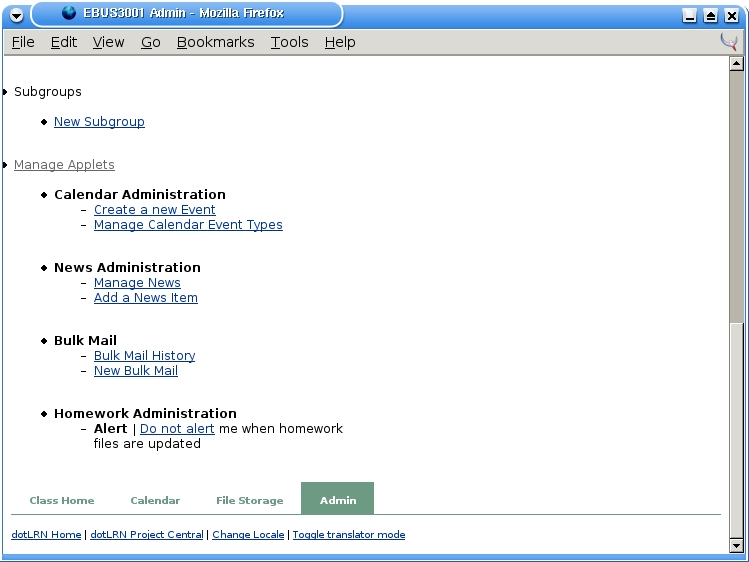 EBUS3001 Admin - Mozilla Firefox
File Edit View Go Bookmarks Tools Help
Subgroups
New Subgroup
Manage Applets
Calendar Administration
– Create a new Event
– Manage Calendar Event Types
News Administration
– Manage News
– Add a News Item
Bulk Mail
– Bulk Mail History
– New Bulk Mail
Homework Administration
– Alert | Do not alert me when homework
files are updated
Class Home Calendar File Storage Admin
dotLRN Home | dotLRN Project Central | Change Locale | Toggle translator mode